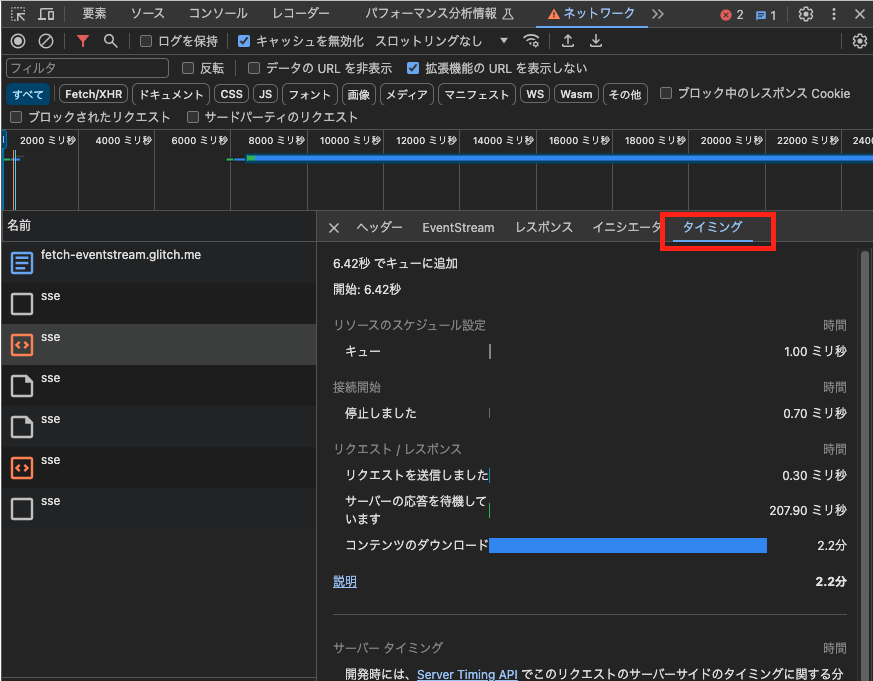 要素 ソース コンソール レコーダー パフォーマンス分析情報 ネットワーク 2 1
ログを保持 キャッシュを無効化 スロットリングなし
フィルタ 反転 データの URL を非表示 拡張機能の URL を表示しない
すべて Fetch/XHR ドキュメント CSS JS フォント 画像 メディア マニフェスト WS Wasm その他 ブロック中のレスポンス Cookie
ブロックされたリクエスト サードパーティのリクエスト
2000 ミリ秒 4000 ミリ秒 6000 ミリ秒 8000 ミリ秒 10000 ミリ秒 12000 ミリ秒 14000 ミリ秒 16000 ミリ秒 18000 ミリ秒 20000 ミリ秒 22000 ミリ秒
名前
fetch-eventstream.glitch.me
sse
sse
sse
sse
sse
sse
ヘッダー EventStream レスポンス イニシエータ タイミング
6.42秒 でキューに追加
開始: 6.42秒
リソースのスケジュール設定 時間
キュー 1.00 ミリ秒
接続開始 時間
停止しました 0.70 ミリ秒
リクエスト / レスポンス 時間
リクエストを送信しました 0.30 ミリ秒
サーバーの応答を待機して
います 207.90 ミリ秒
コンテンツのダウンロード 2.2分
説明 2.2分
サーバー タイミング 時間
開発時には、Server Timing API でこのリクエストのサーバーサイドのタイミングに関する分